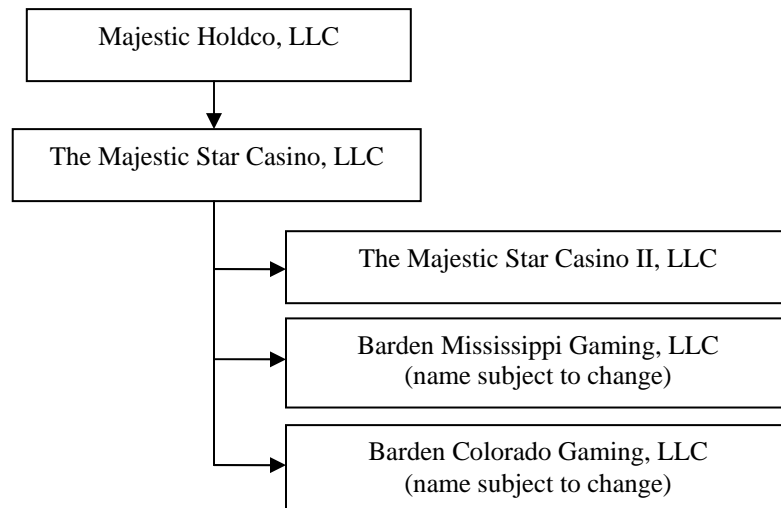 Majestic Holdco, LLC
The Majestic Star Casino, LLC
The Majestic Star Casino II, LLC
Barden Mississippi Gaming, LLC
(name subject to change)
Barden Colorado Gaming, LLC
(name subject to change)